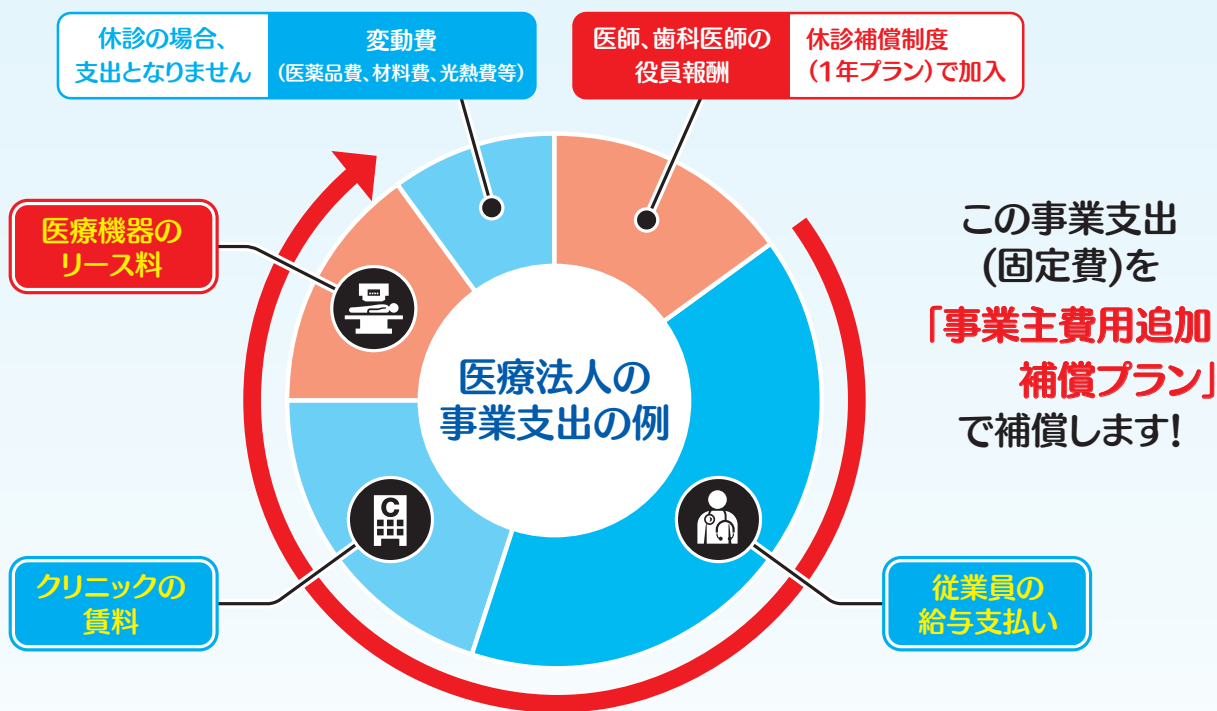 休診の場合、
支出となりません
変動費
(医薬品費、材料費、光熱費等)
医師、歯科医師の
役員報酬
休診補償制度
(1年プラン)で加入
医療機器の
リース料
医療法人の
事業支出の例
この事業支出
(固定費)を
「事業主費用追加
補償プラン」
で補償します!
C
クリニックの
賃料
従業員の
給与支払い